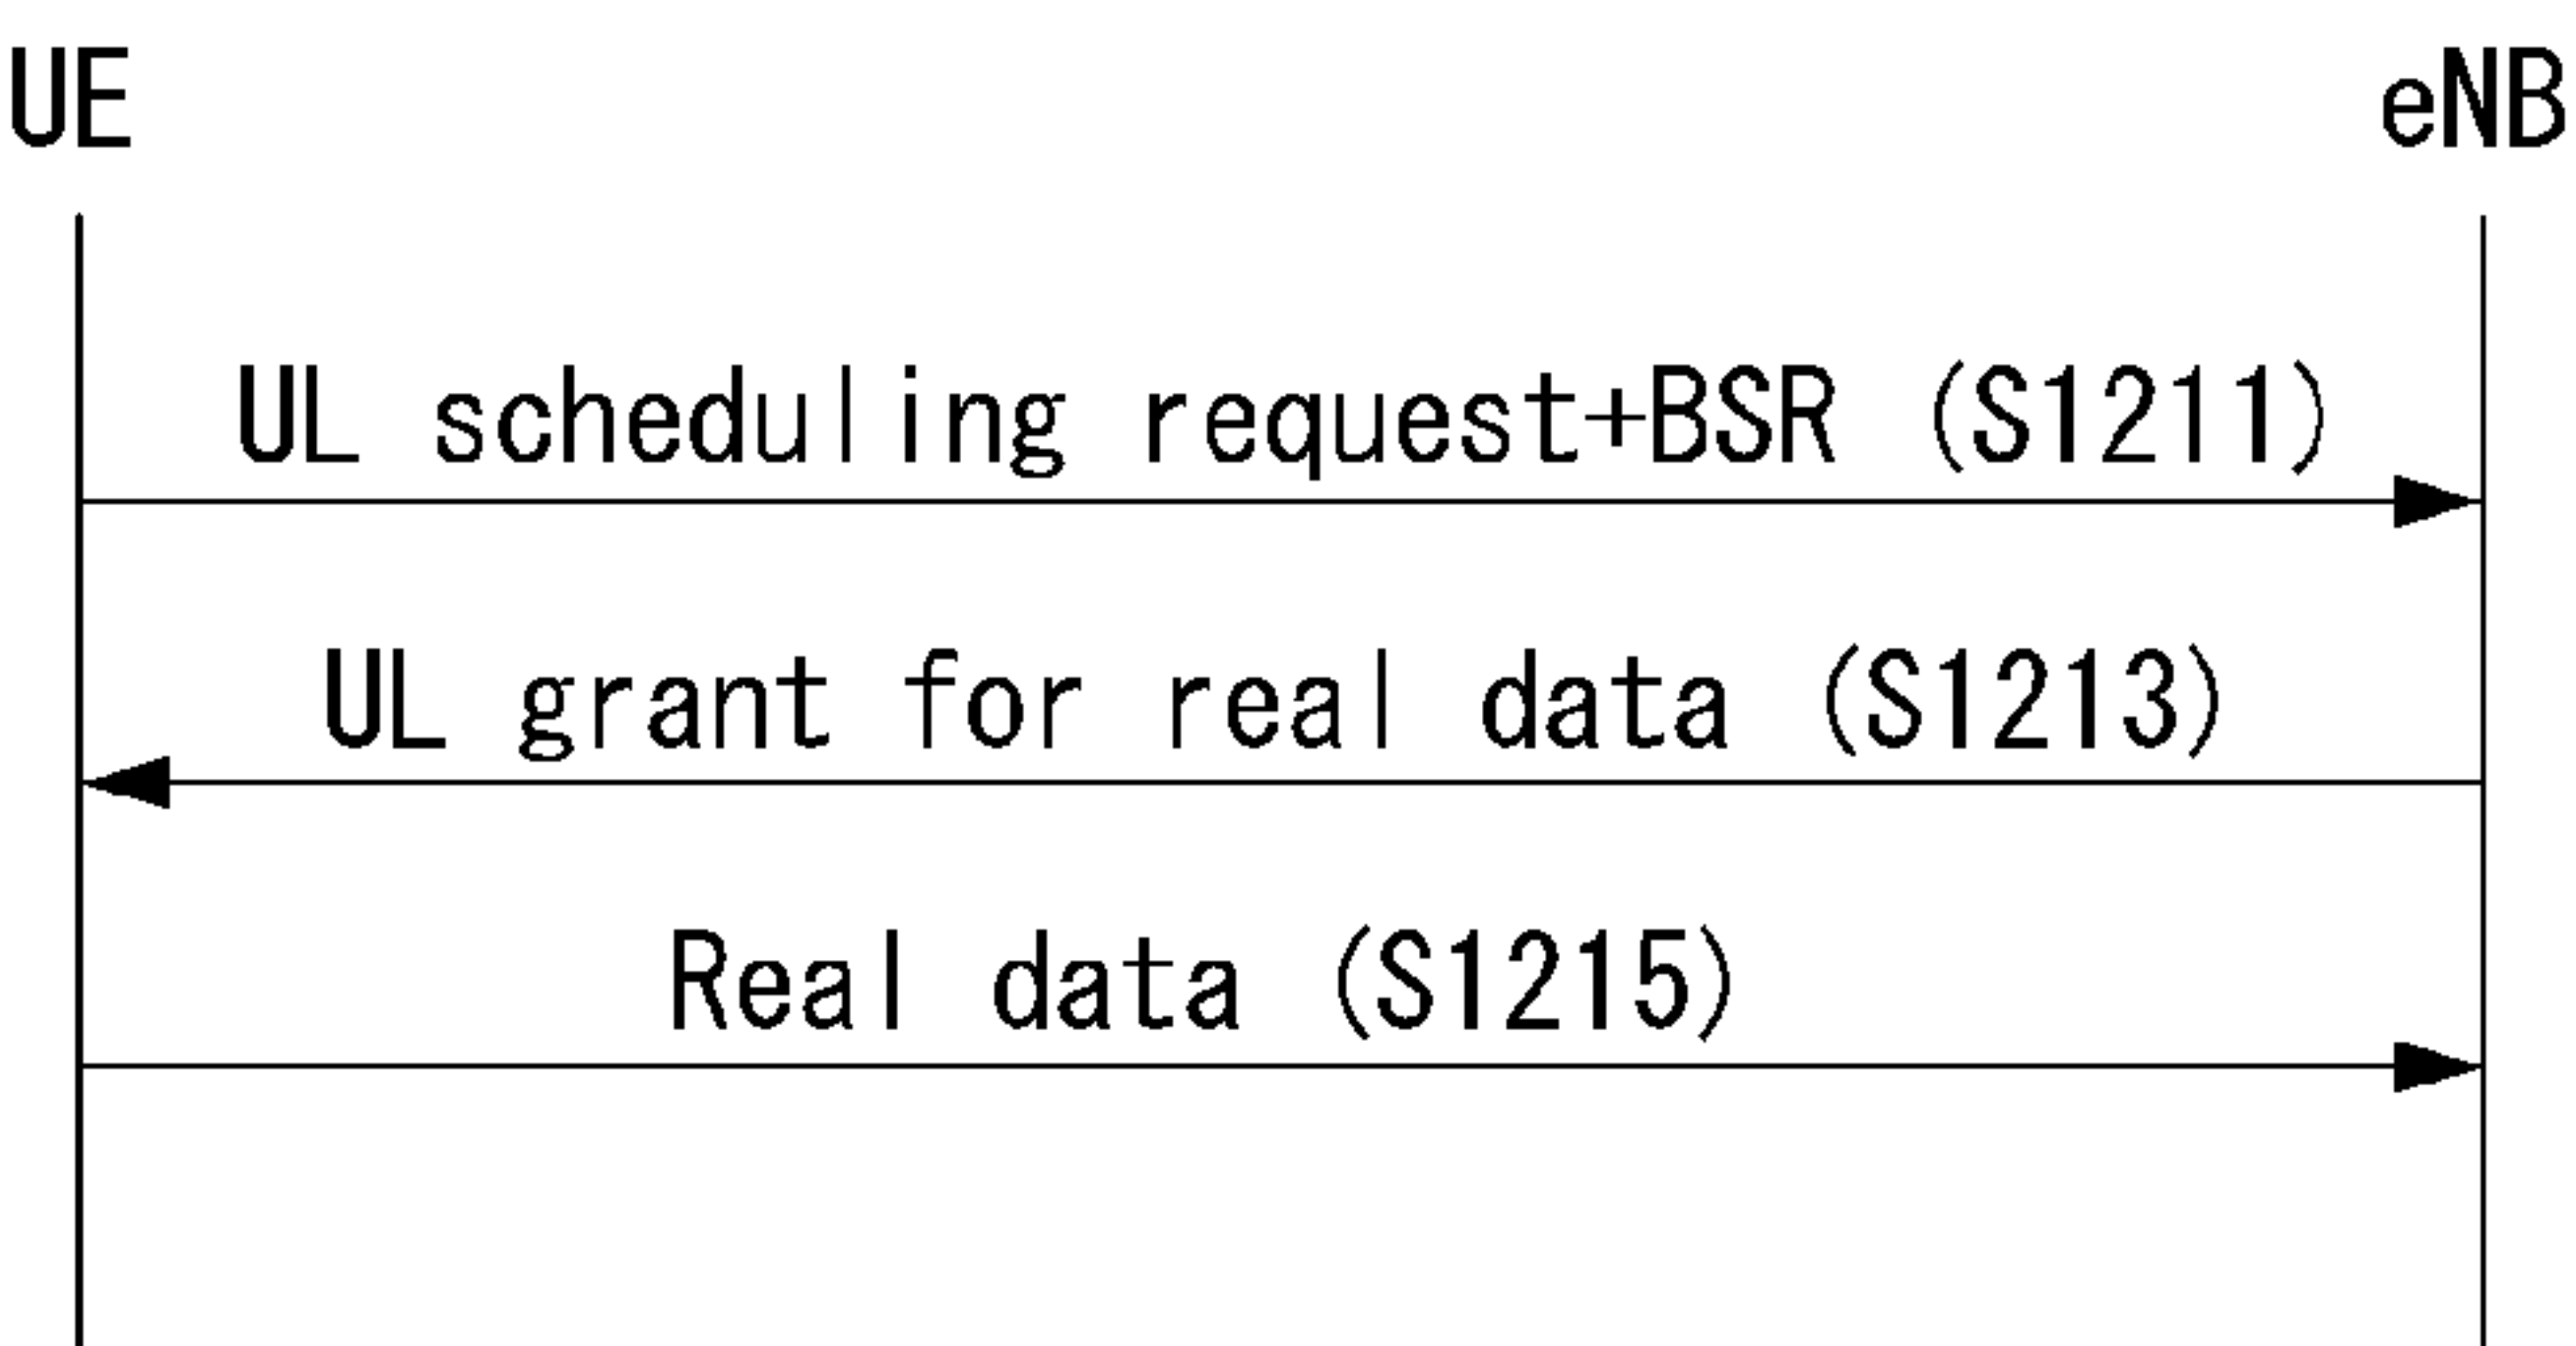 UE eNB
UL scheduling request+BSR (S1211)
UL grant for real data (S1213)
Real data (S1215)